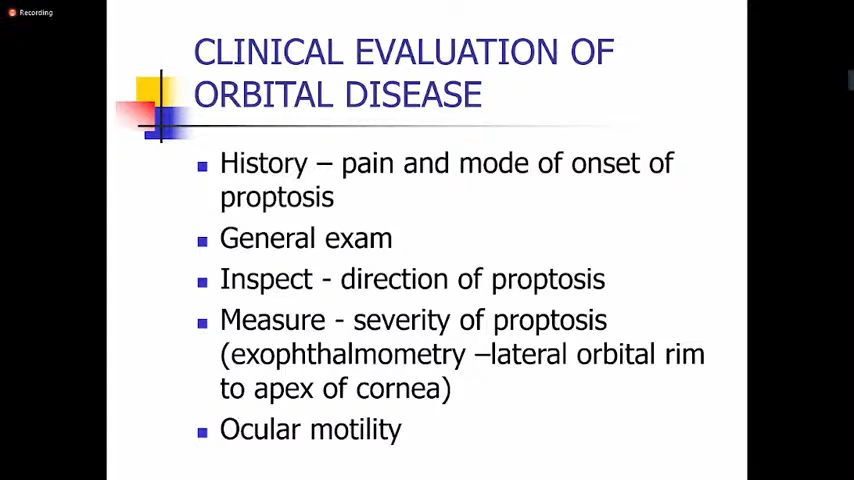 Recording
CLINICAL EVALUATION OF
ORBITAL DISEASE
History – pain and mode of onset of
proptosis
General exam
Inspect - direction of proptosis
Measure - severity of proptosis
(exophthalmometry –lateral orbital rim
to apex of cornea)
Ocular motility